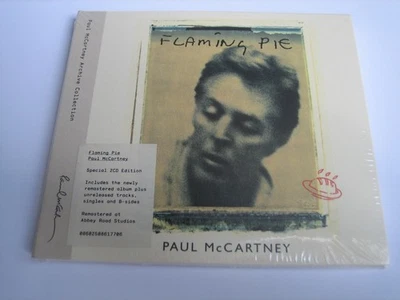 Paul McCartney Archive Collection
FLAMING PIE
Flaming Pie
Paul McCartney
Special 2CD Edition
Includes the newly
remastered album plus
unreleased tracks,
singles and B-sides
Remastered at
Abbey Road Studios
PAUL McCARTNEY